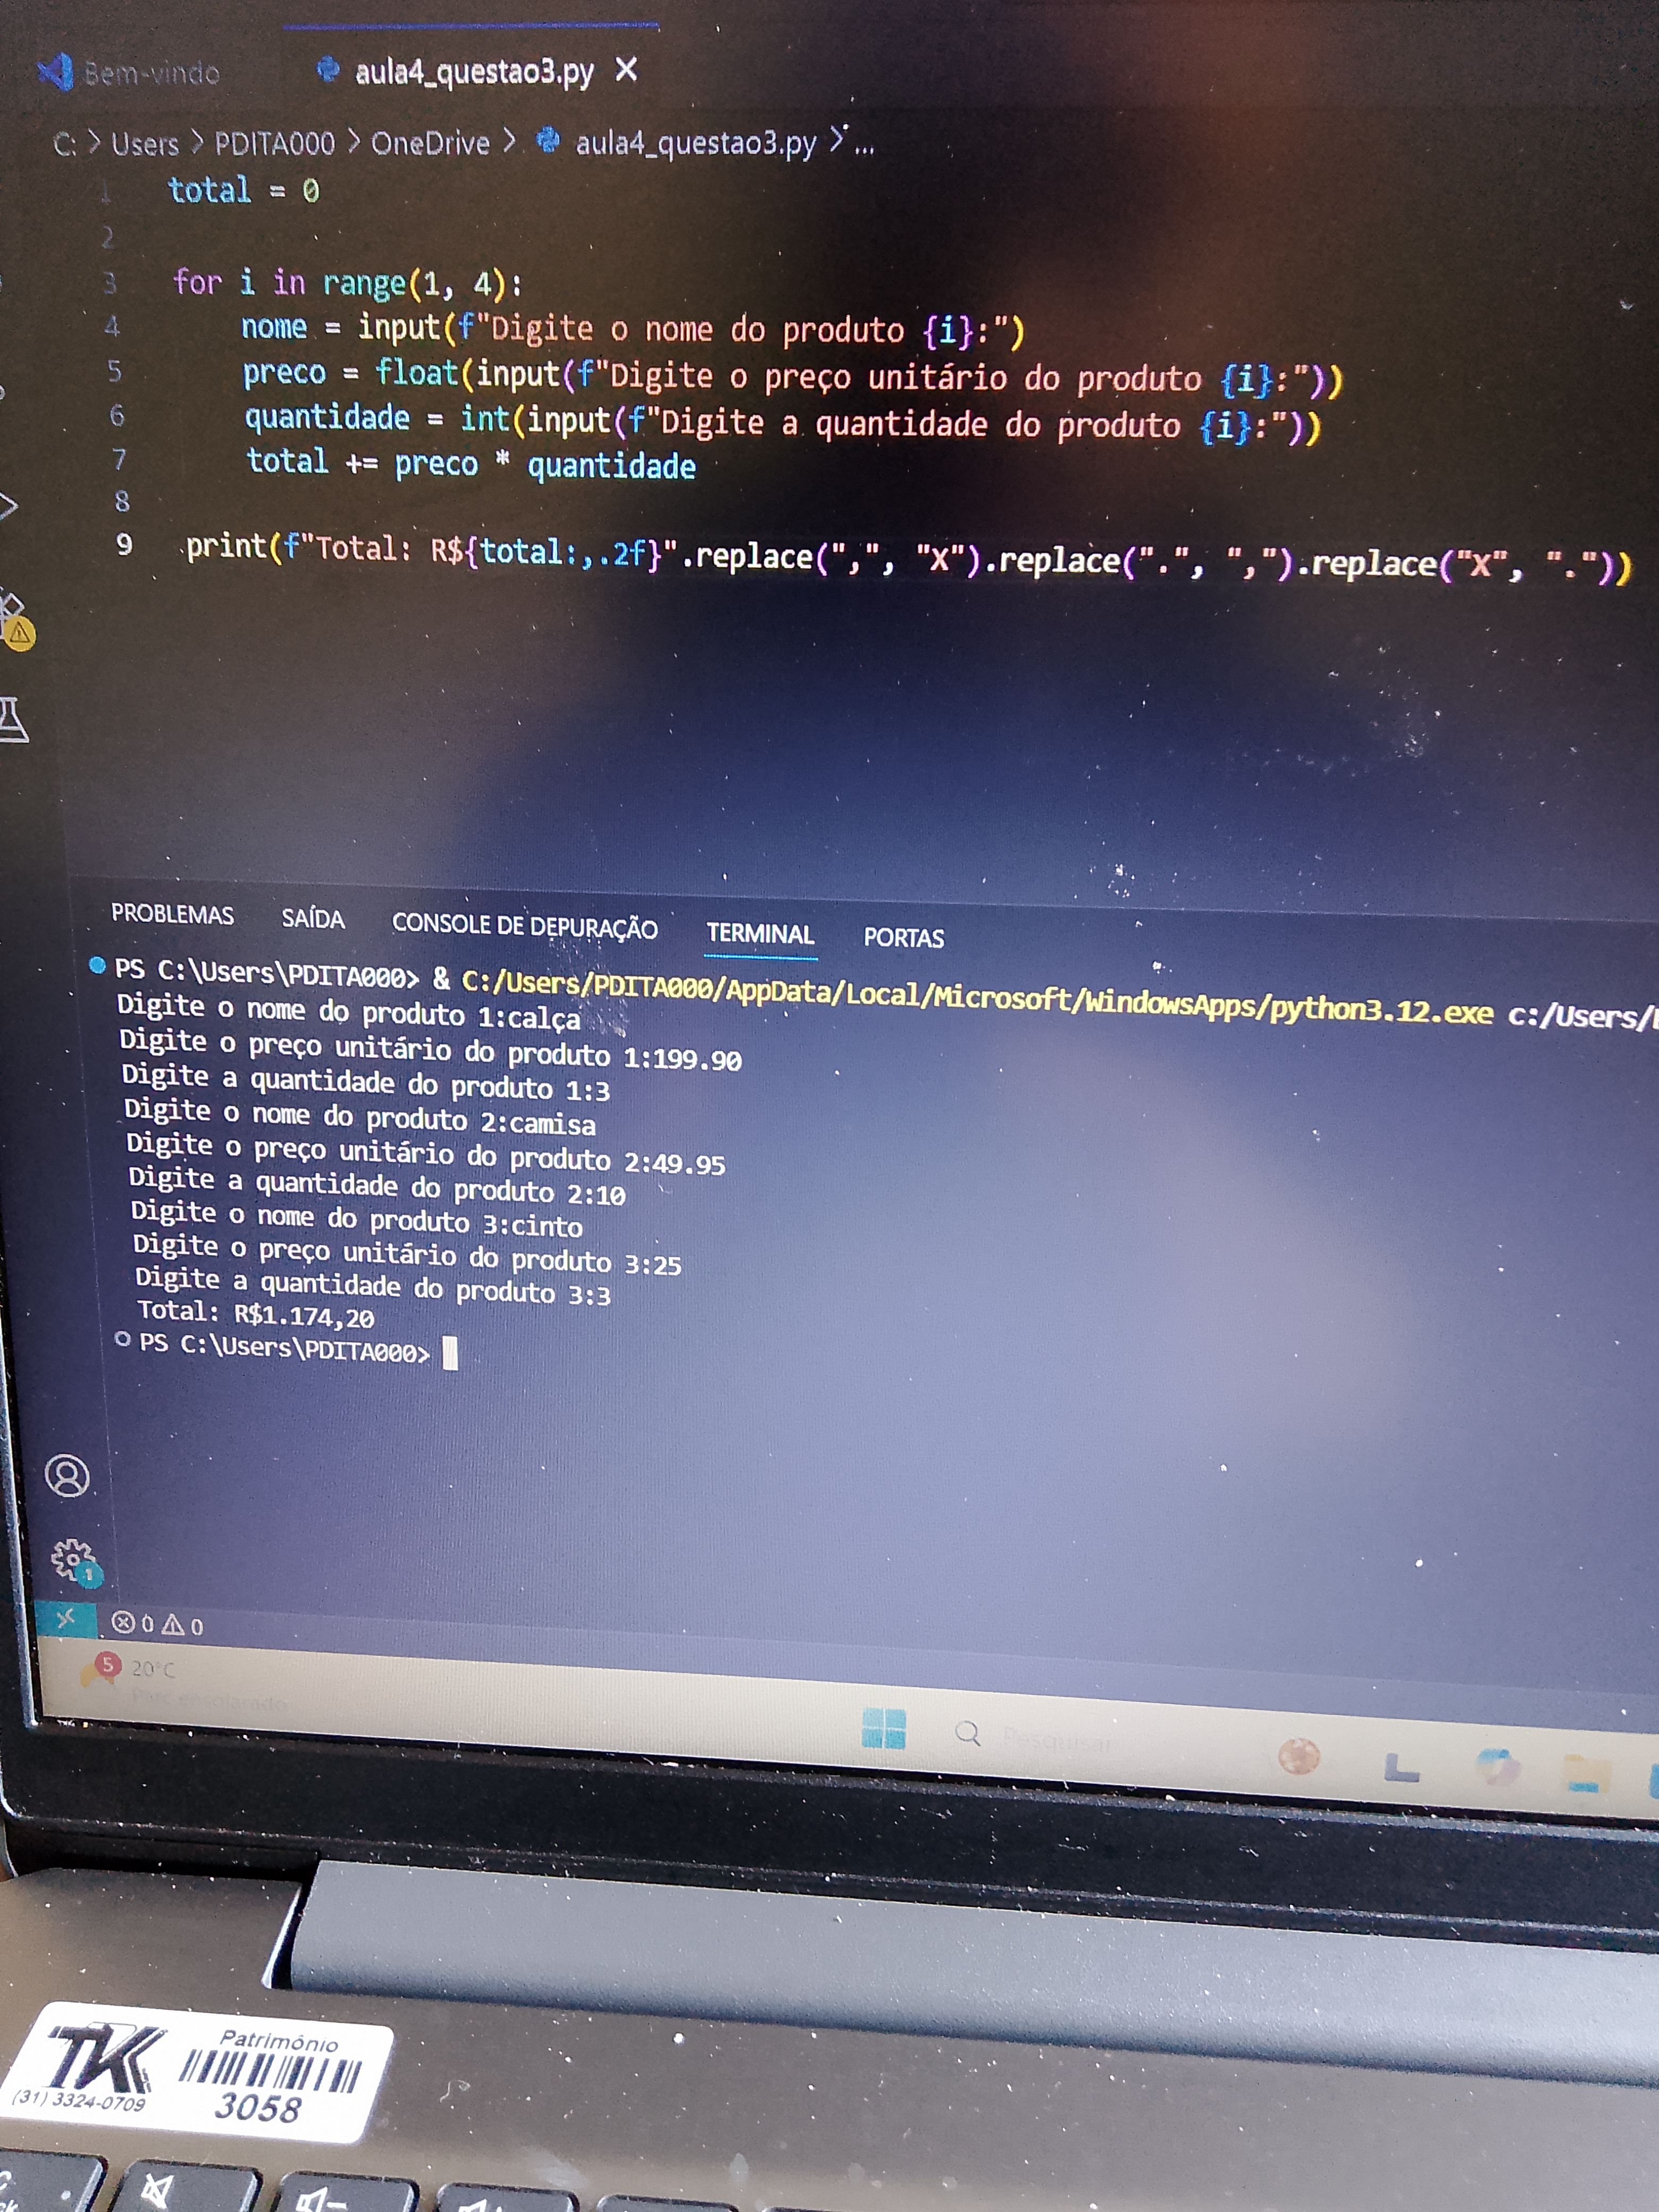 Bem-vindo
aula4_questao3.py
C: > Users > PDITA000 > OneDrive > aula4_questao3.py > ...
1 total = 0
2
3 for i in range(1, 4):
4     nome = input(f"Digite o nome do produto {i}:")
5     preco = float(input(f"Digite o preço unitário do produto {i}:"))
6     quantidade = int(input(f"Digite a quantidade do produto {i}:"))
7     total += preco * quantidade
8
9 print(f"Total: R${total:,.2f}".replace(",", "X").replace(".", ",").replace("X", "."))
PROBLEMAS SAÍDA CONSOLE DE DEPURAÇÃO TERMINAL PORTAS
PS C:\Users\PDITA000> & C:/Users/PDITA000/AppData/Local/Microsoft/WindowsApps/python3.12.exe c:/Users/
Digite o nome do produto 1:calça
Digite o preço unitário do produto 1:199.90
Digite a quantidade do produto 1:3
Digite o nome do produto 2:camisa
Digite o preço unitário do produto 2:49.95
Digite a quantidade do produto 2:10
Digite o nome do produto 3:cinto
Digite o preço unitário do produto 3:25
Digite a quantidade do produto 3:3
Total: R$1.174,20
PS C:\Users\PDITA000>
1
0 0
5 20°C
Pesquisar
TK
(31) 3324-0709
Patrimônio
3058